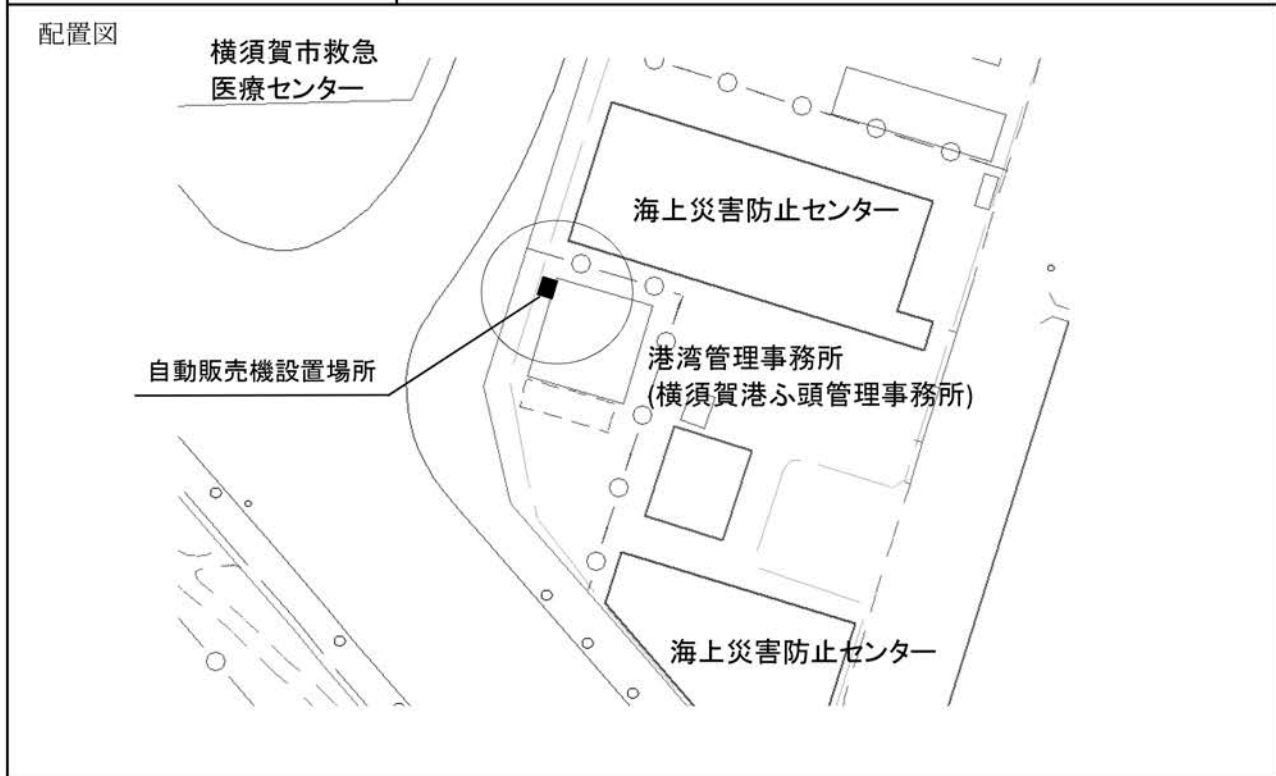 配置図
横須賀市救急
医療センター
海上災害防止センター
自動販売機設置場所
港湾管理事務所
(横須賀港ふ頭管理事務所)
海上災害防止センター